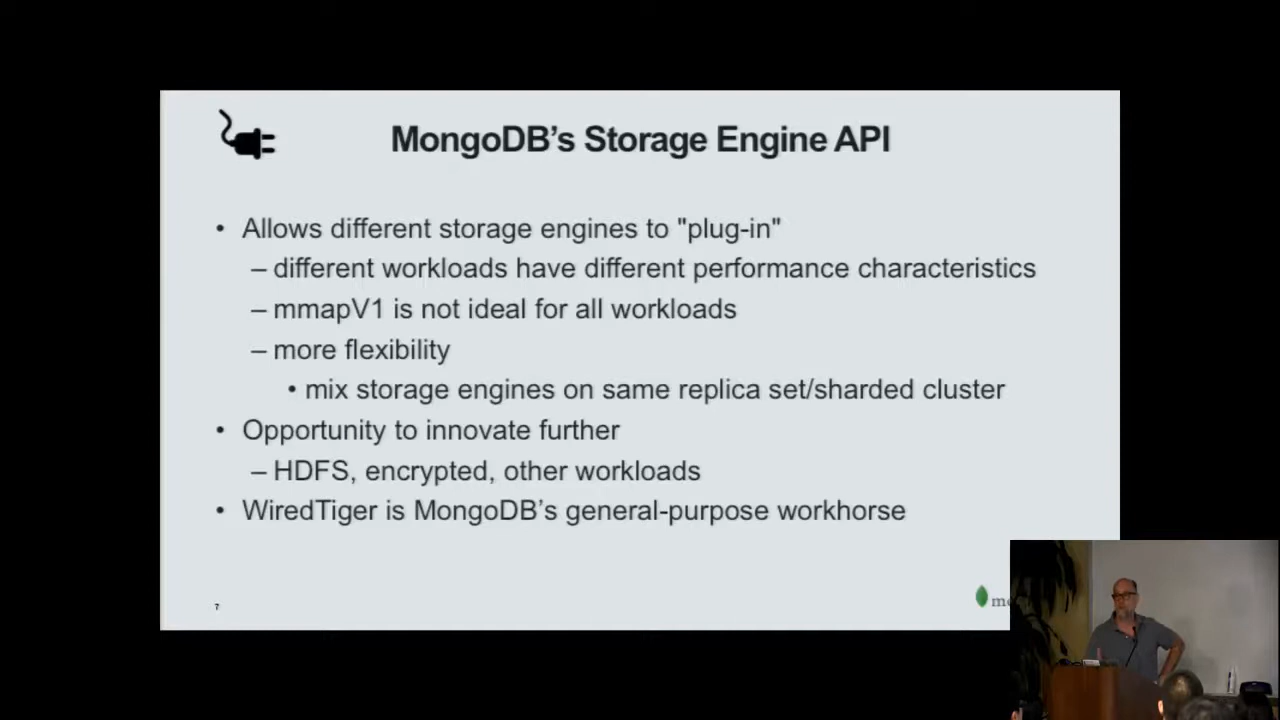 MongoDB’s Storage Engine API
• Allows different storage engines to "plug-in"
– different workloads have different performance characteristics
– mmapV1 is not ideal for all workloads
– more flexibility
• mix storage engines on same replica set/sharded cluster
• Opportunity to innovate further
– HDFS, encrypted, other workloads
• WiredTiger is MongoDB’s general-purpose workhorse
7